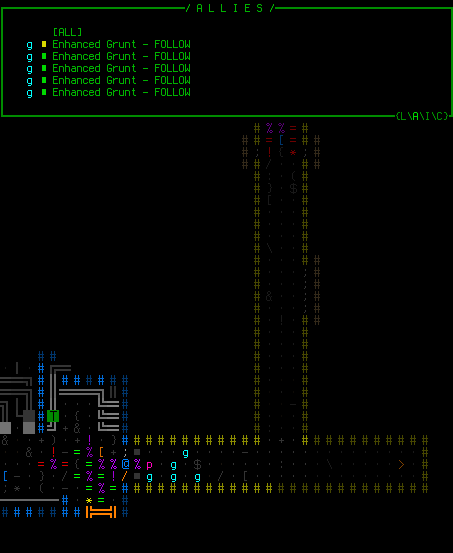 / A L L I E S /
[ALL]
g Enhanced Grunt - FOLLOW
g Enhanced Grunt - FOLLOW
g Enhanced Grunt - FOLLOW
g Enhanced Grunt - FOLLOW
g Enhanced Grunt - FOLLOW
(L\A\I\C)